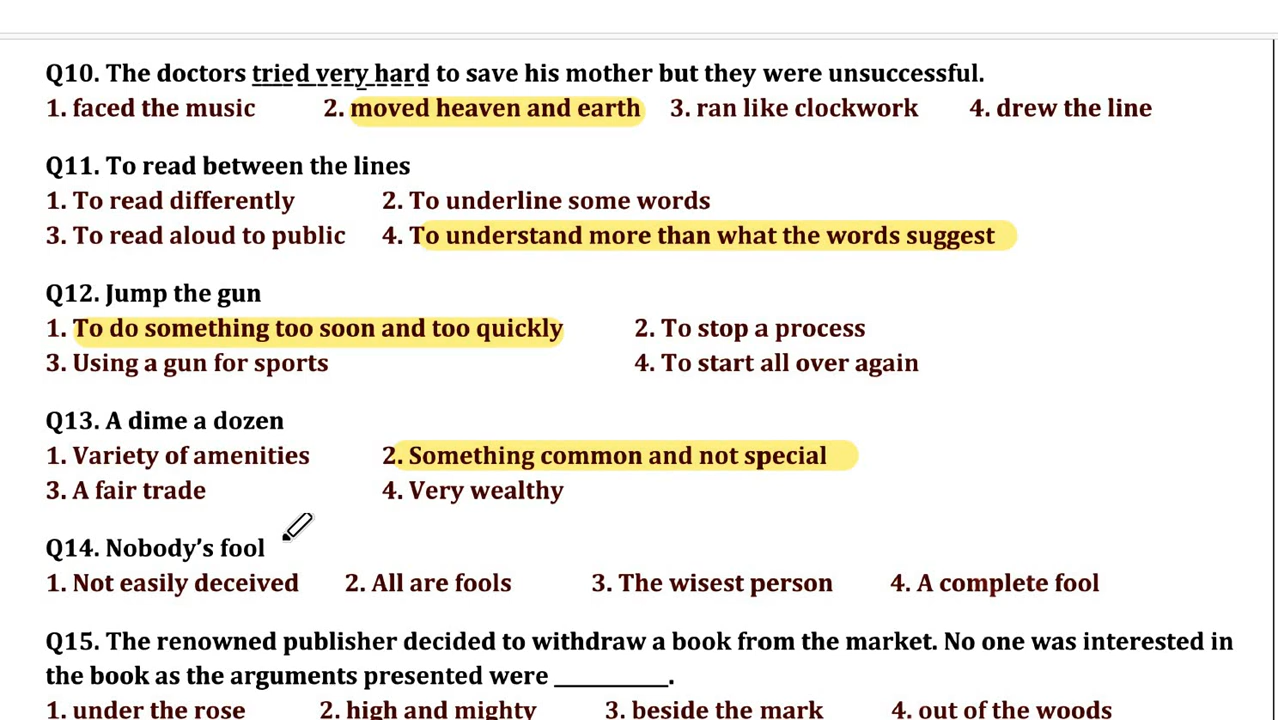 Q10. The doctors tried very hard to save his mother but they were unsuccessful.
1. faced the music 2. moved heaven and earth 3. ran like clockwork 4. drew the line
Q11. To read between the lines
1. To read differently 2. To underline some words
3. To read aloud to public 4. To understand more than what the words suggest
Q12. Jump the gun
1. To do something too soon and too quickly 2. To stop a process
3. Using a gun for sports 4. To start all over again
Q13. A dime a dozen
1. Variety of amenities 2. Something common and not special
3. A fair trade 4. Very wealthy
Q14. Nobody's fool
1. Not easily deceived 2. All are fools 3. The wisest person 4. A complete fool
Q15. The renowned publisher decided to withdraw a book from the market. No one was interested in
the book as the arguments presented were __________.
1. under the rose 2. high and mighty 3. beside the mark 4. out of the woods